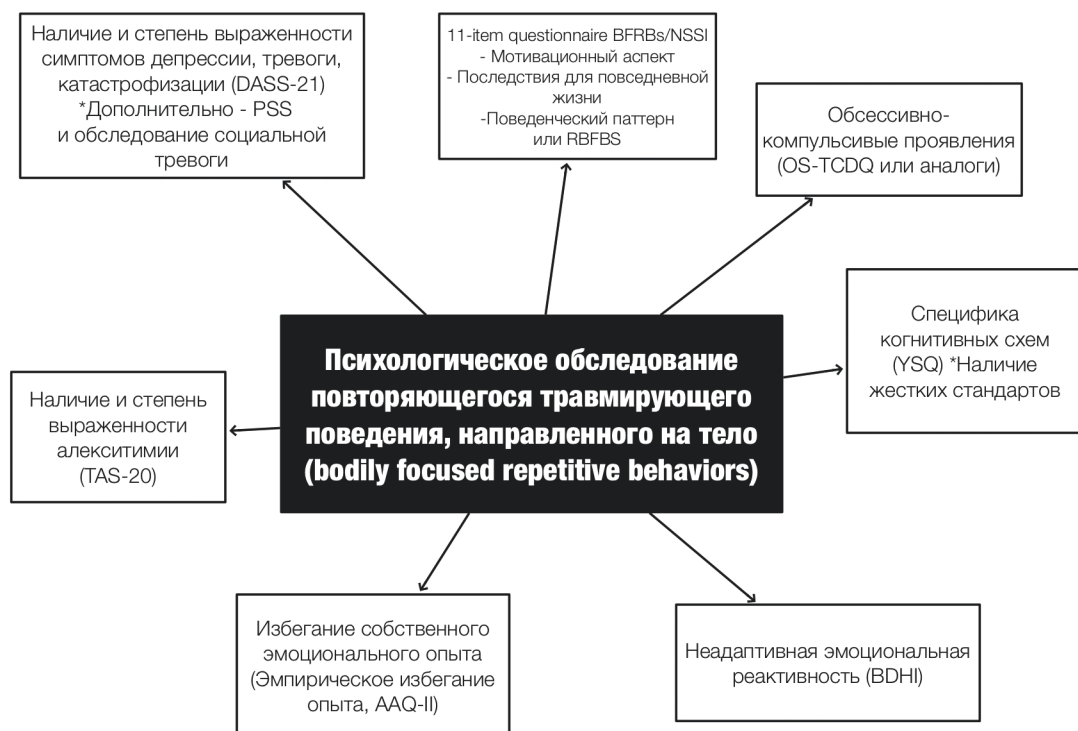 Наличие и степень выраженности
симптомов депрессии, тревоги,
катастрофизации (DASS-21)
*Дополнительно - PSS
и обследование социальной
тревоги
11-item questionnaire BFRBs/NSSI
- Мотивационный аспект
- Последствия для повседневной
жизни
-Поведенческий паттерн
или RBFBS
Обсессивно-
компульсивые проявления
(OS-TCDQ или аналоги)
Специфика
когнитивных схем
(YSQ) *Наличие
жестких стандартов
Психологическое обследование
повторяющегося травмирующего
поведения, направленного на тело
(bodily focused repetitive behaviors)
Наличие и степень
выраженности
алекситимии
(TAS-20)
Избегание собственного
эмоционального опыта
(Эмпирическое избегание
опыта, AAQ-II)
Неадаптивная эмоциональная
реактивность (BDHI)